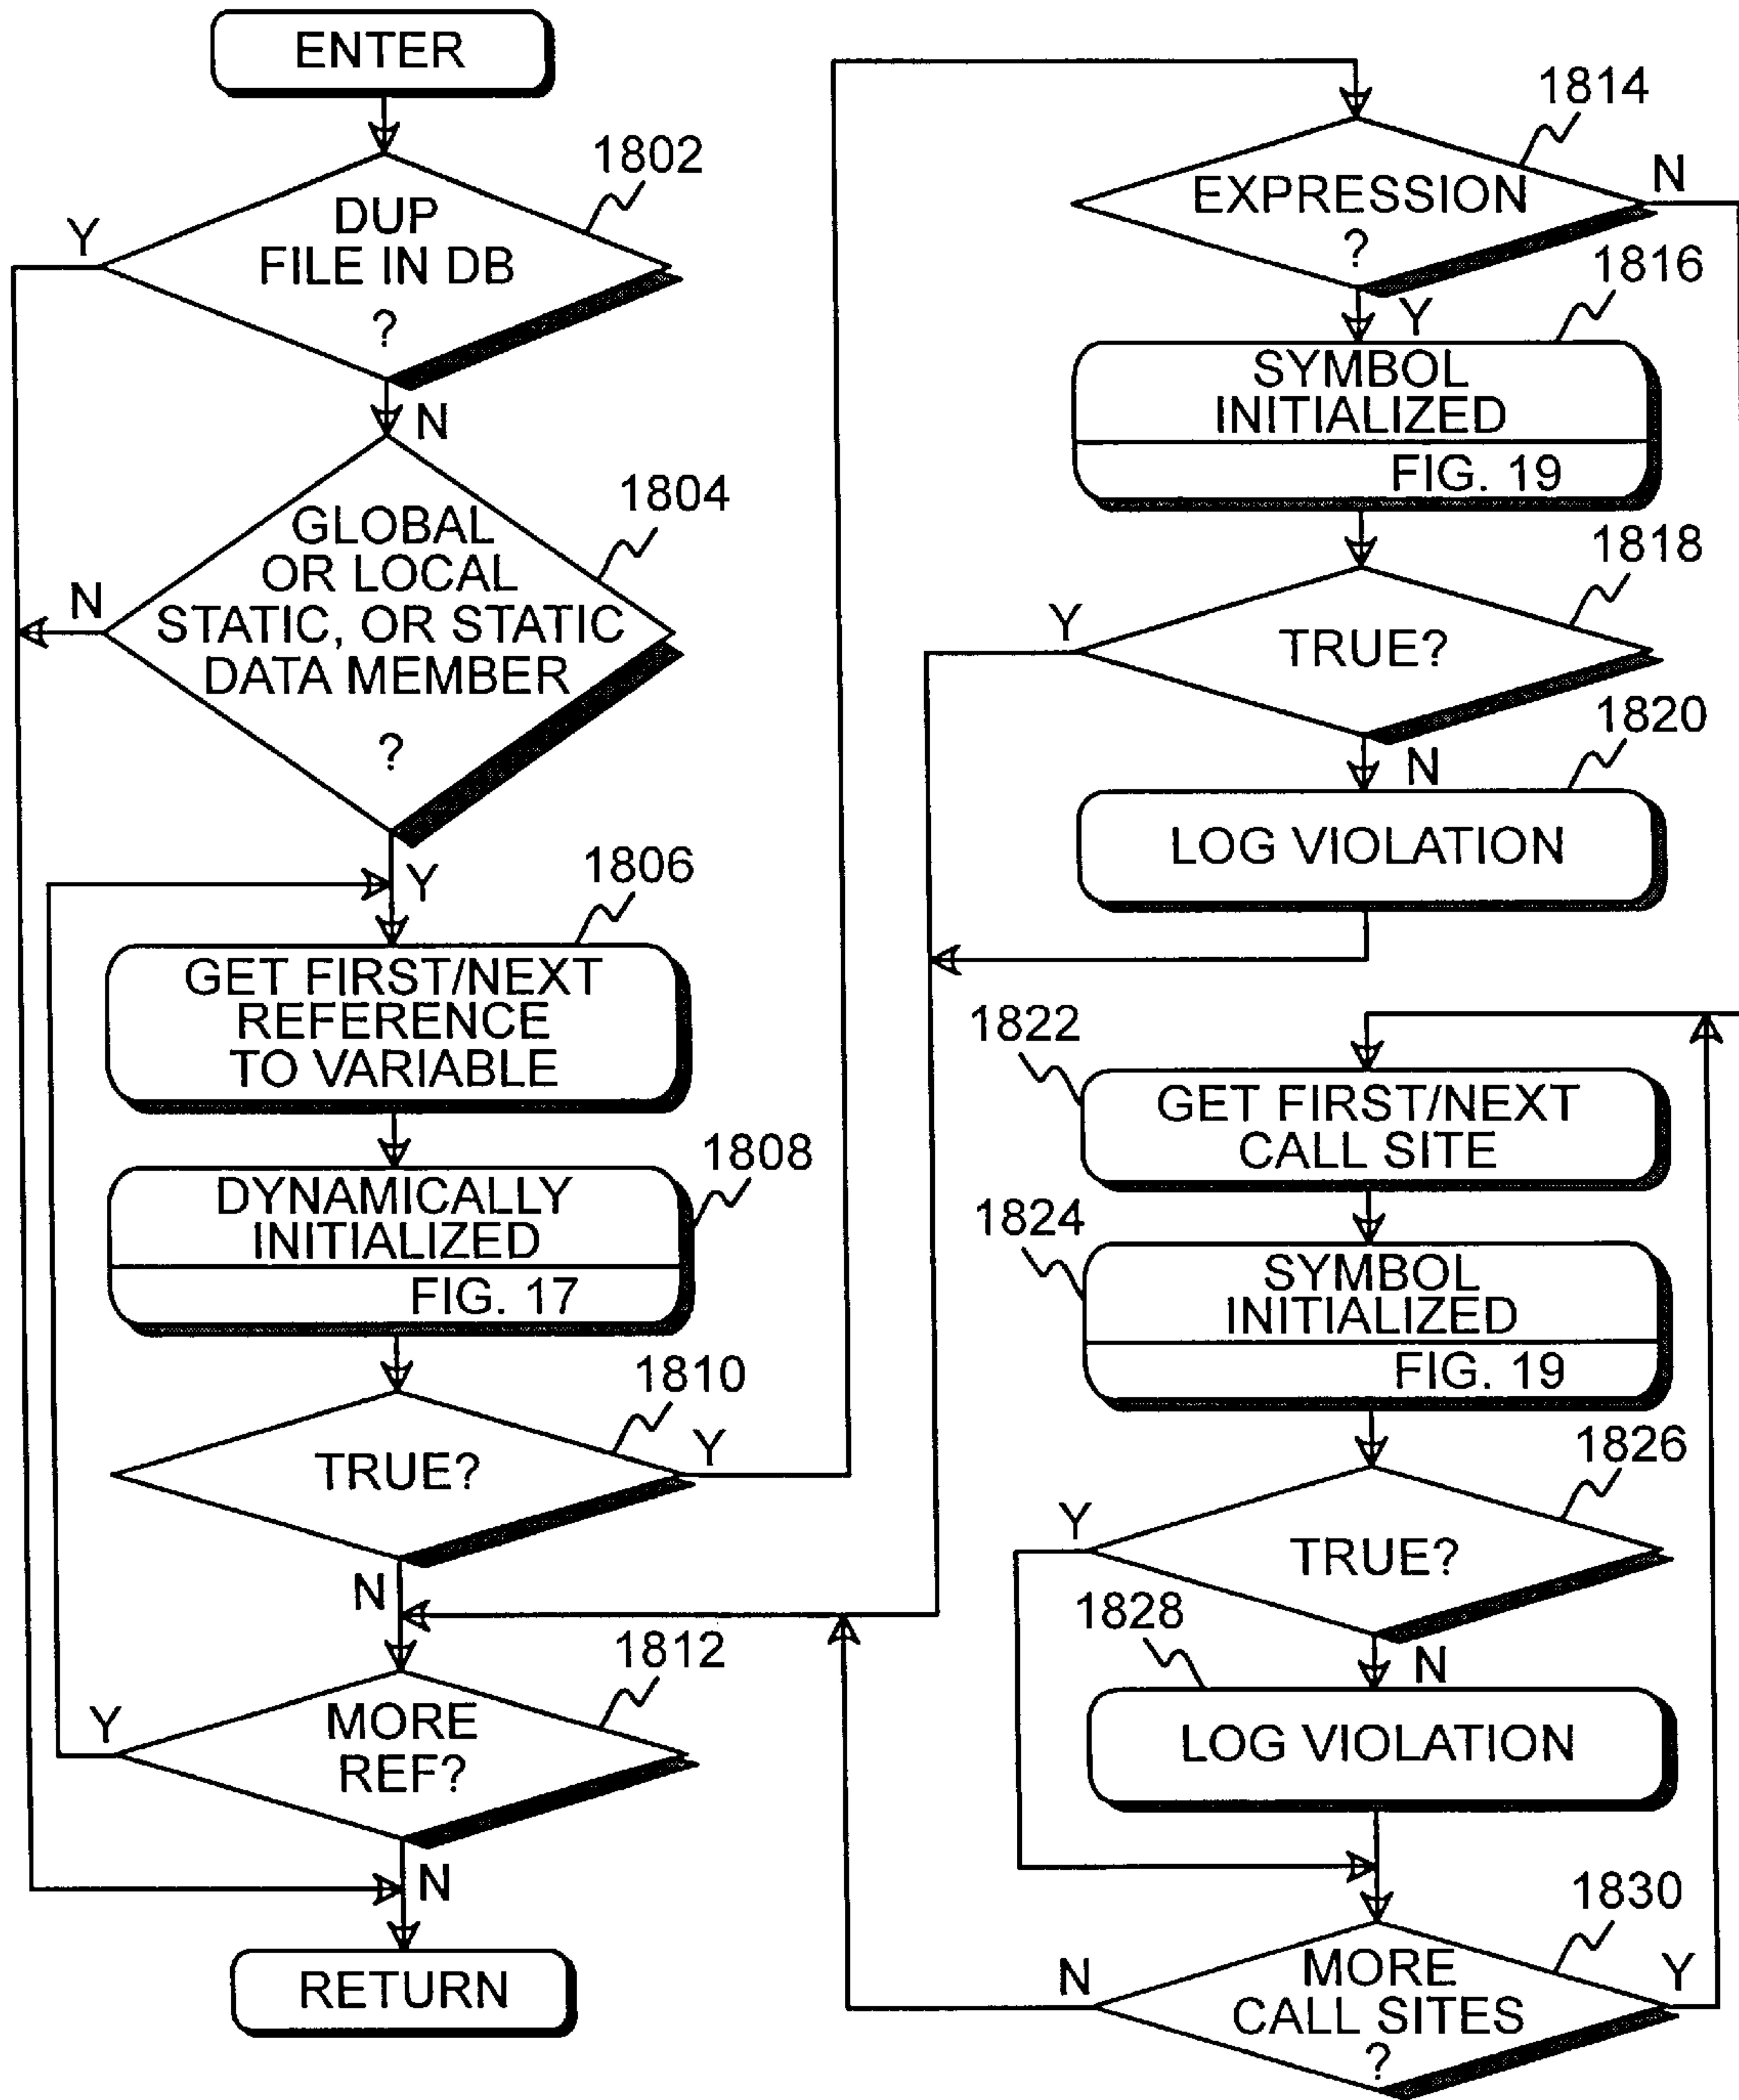 ENTER
1802
DUP
FILE IN DB
?
Y
N
1804
GLOBAL
OR LOCAL
STATIC, OR STATIC
DATA MEMBER
?
N
Y
1806
GET FIRST/NEXT
REFERENCE
TO VARIABLE
1808
DYNAMICALLY
INITIALIZED
FIG. 17
1810
TRUE?
Y
N
1812
MORE
REF?
Y
N
RETURN
1814
EXPRESSION
?
N
Y
1816
SYMBOL
INITIALIZED
FIG. 19
1818
TRUE?
Y
N
1820
LOG VIOLATION
1822
GET FIRST/NEXT
CALL SITE
1824
SYMBOL
INITIALIZED
FIG. 19
1826
TRUE?
Y
N
1828
LOG VIOLATION
1830
MORE
CALL SITES
?
N
Y